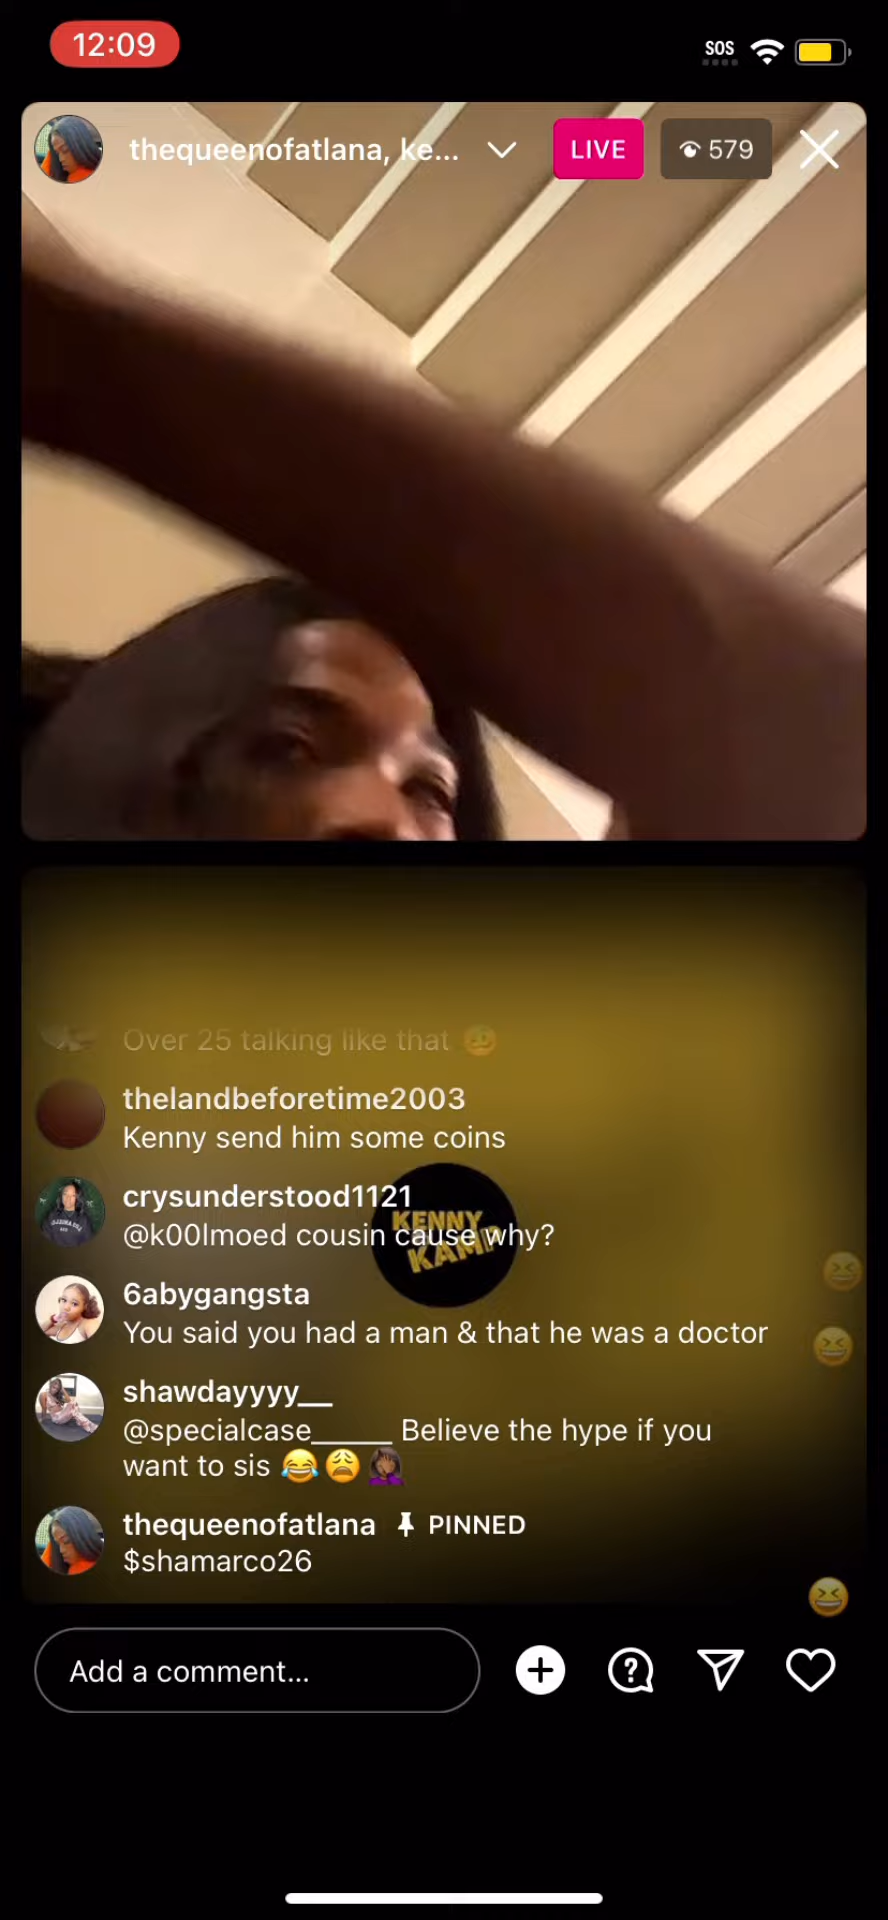 12:09
SOS
thequeenofatlana, ke...
LIVE
579
Over 25 talking like that 🥴
thelandbeforetime2003
Kenny send him some coins
crysunderstood1121
@k00lmoed cousin cause why?
KENNY
KAMP
6abygangsta
You said you had a man & that he was a doctor
shawdayyyy__
@specialcase_____ Believe the hype if you
want to sis 😂😩🤦🏾‍♀️
thequeenofatlana PINNED
$shamarco26
Add a comment...